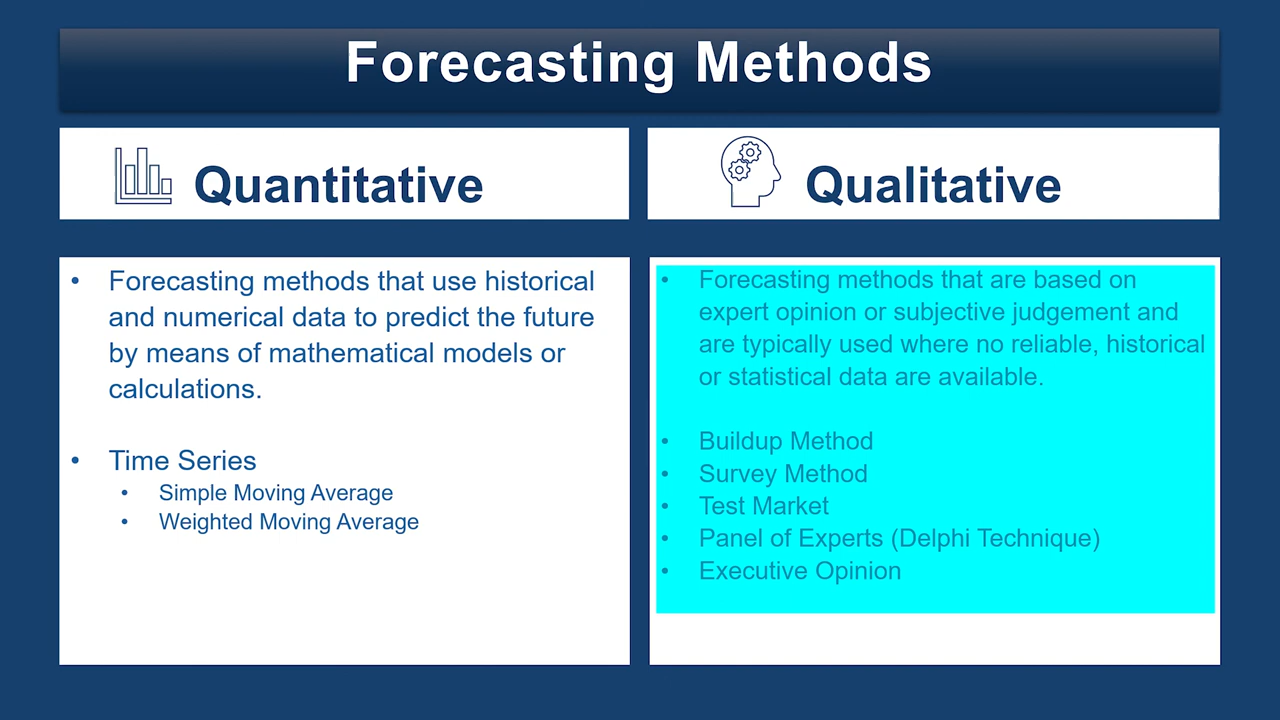 Forecasting Methods
Quantitative
Qualitative
• Forecasting methods that use historical
and numerical data to predict the future
by means of mathematical models or
calculations.
• Time Series
• Simple Moving Average
• Weighted Moving Average
• Forecasting methods that are based on
expert opinion or subjective judgement and
are typically used where no reliable, historical
or statistical data are available.
• Buildup Method
• Survey Method
• Test Market
• Panel of Experts (Delphi Technique)
• Executive Opinion